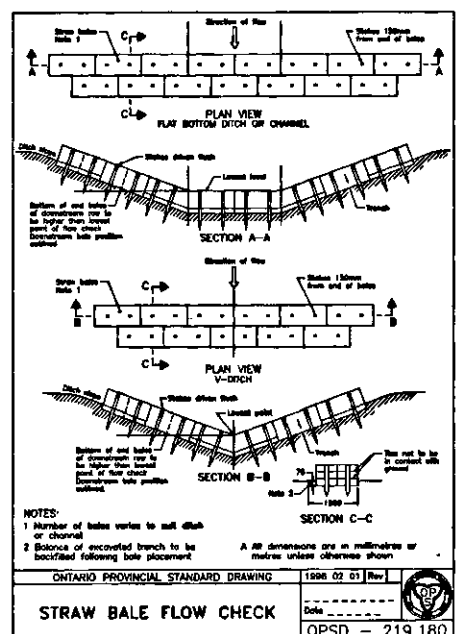 Direction of flow
Straw bales
Note 1
C
Stakes 150mm
from end of bales
A
A
C
PLAN VIEW
FLAT BOTTOM DITCH OR CHANNEL
Ditch slope
Stakes driven flush
Lowest level
Bottom of end bales
of downstream row to
be higher than lowest
point of flow check
Downstream bale position
outlined
Trench
SECTION A-A
Direction of flow
Straw bales
Note 1
C
Stakes 150mm
from end of bales
B
B
C
PLAN VIEW
V-DITCH
Ditch slope
Stakes driven flush
Lowest point
Bottom of end bales
of downstream row to
be higher than lowest
point of flow check
Downstream bale position
outlined
Trench
SECTION B-B
Ties not to be
in contact with
ground
Note 2
SECTION C-C
NOTES:
1 Number of bales varies to suit ditch
or channel
2 Balance of excavated trench to be
backfilled following bale placement
A All dimensions are in millimetres or
metres unless otherwise shown
ONTARIO PROVINCIAL STANDARD DRAWING
1996 02 01 Rev
STRAW BALE FLOW CHECK
Date
OPSD - 219.180